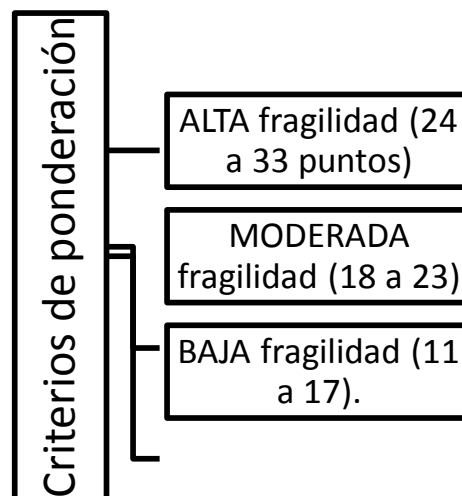 Criterios de ponderación
ALTA fragilidad (24
a 33 puntos)
MODERADA
fragilidad (18 a 23)
BAJA fragilidad (11
a 17).